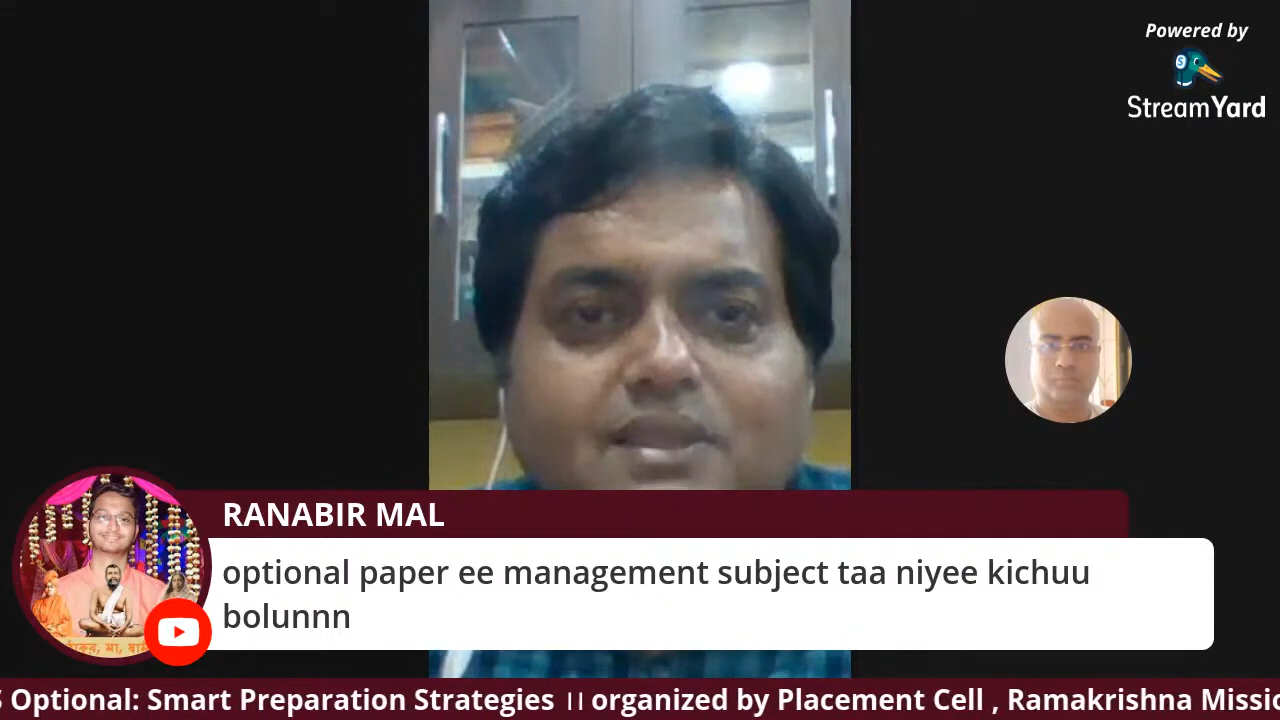 Powered by
StreamYard
RANABIR MAL
optional paper ee management subject taa niyee kichuu
bolunnn
S Optional: Smart Preparation Strategies ।। organized by Placement Cell , Ramakrishna Missio